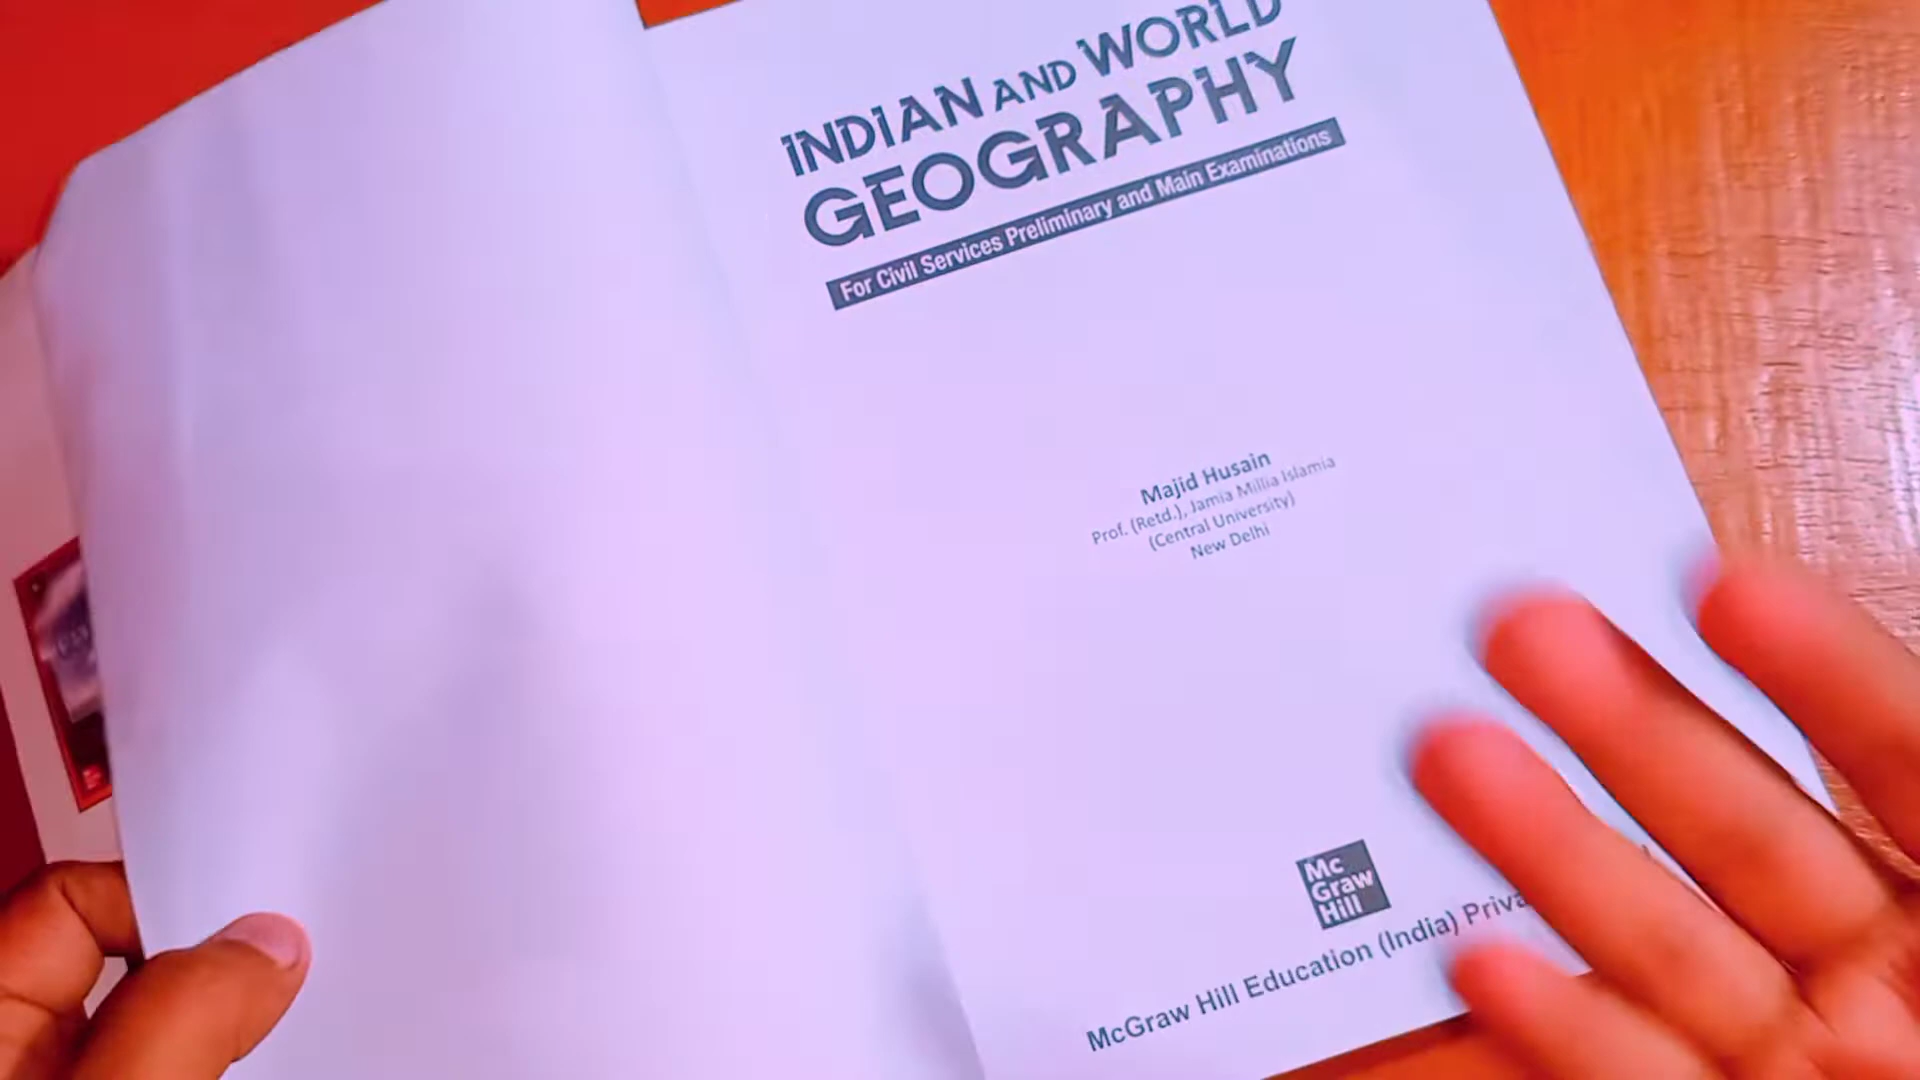 INDIAN AND WORLD
GEOGRAPHY
For Civil Services Preliminary and Main Examinations
Majid Husain
Prof. (Retd.), Jamia Millia Islamia
(Central University)
New Delhi
Mc
Graw
Hill
McGraw Hill Education (India)